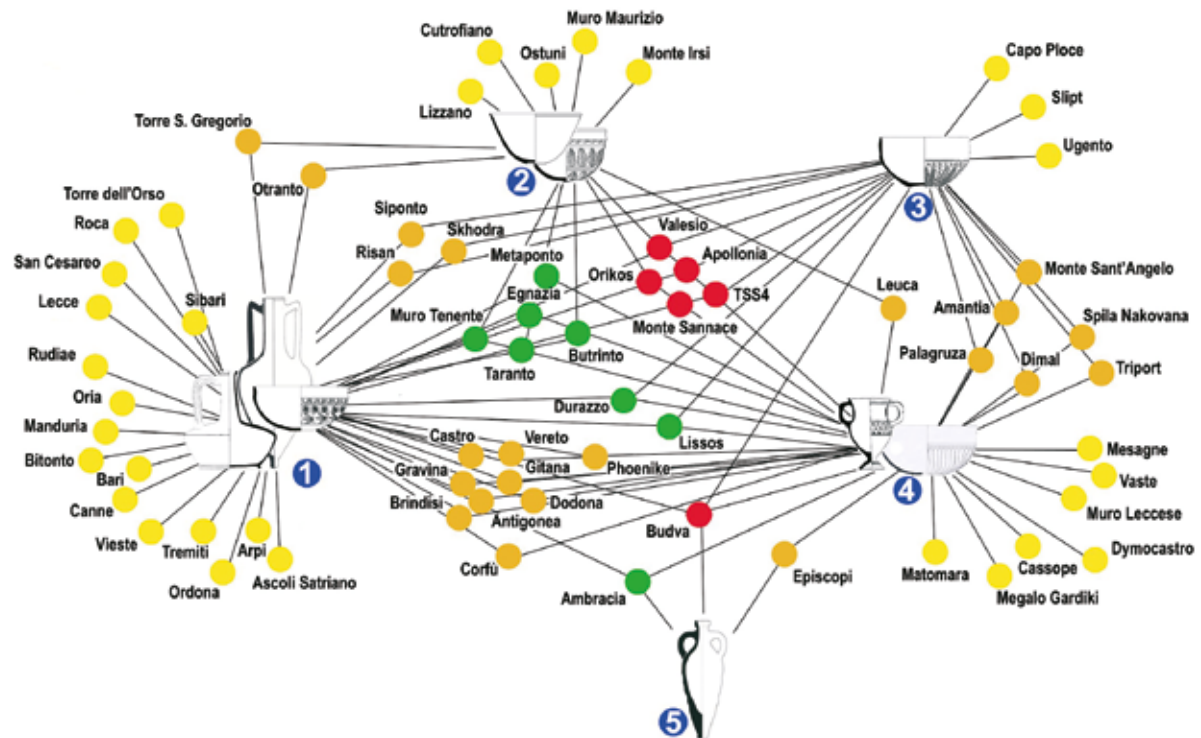 Muro Maurizio
Cutrofiano
Ostuni
Monte Irsi
Capo Ploce
Slipt
Lizzano
Torre S. Gregorio
Ugento
2
3
Otranto
Torre dell'Orso
Siponto
Roca
Skhodra
Valesio
Risan
Metaponto
Apollonia
San Cesareo
Orikos
Monte Sant'Angelo
Leuca
Egnazia
TSS4
Lecce
Sibari
Amantia
Muro Tenente
Monte Sannace
Spila Nakovana
Rudiae
Butrinto
Palagruza
Dimal
Triport
Taranto
Oria
Durazzo
Manduria
Lissos
Castro
Vereto
Mesagne
Bitonto
1
Gravina
Gitana
Phoenike
4
Bari
Vaste
Brindisi
Dodona
Canne
Antigonea
Muro Leccese
Budva
Vieste
Tremiti
Arpi
Dymocastro
Corfú
Episcopi
Matomara
Cassope
Ordona
Ascoli Satriano
Ambracia
Megalo Gardiki
5